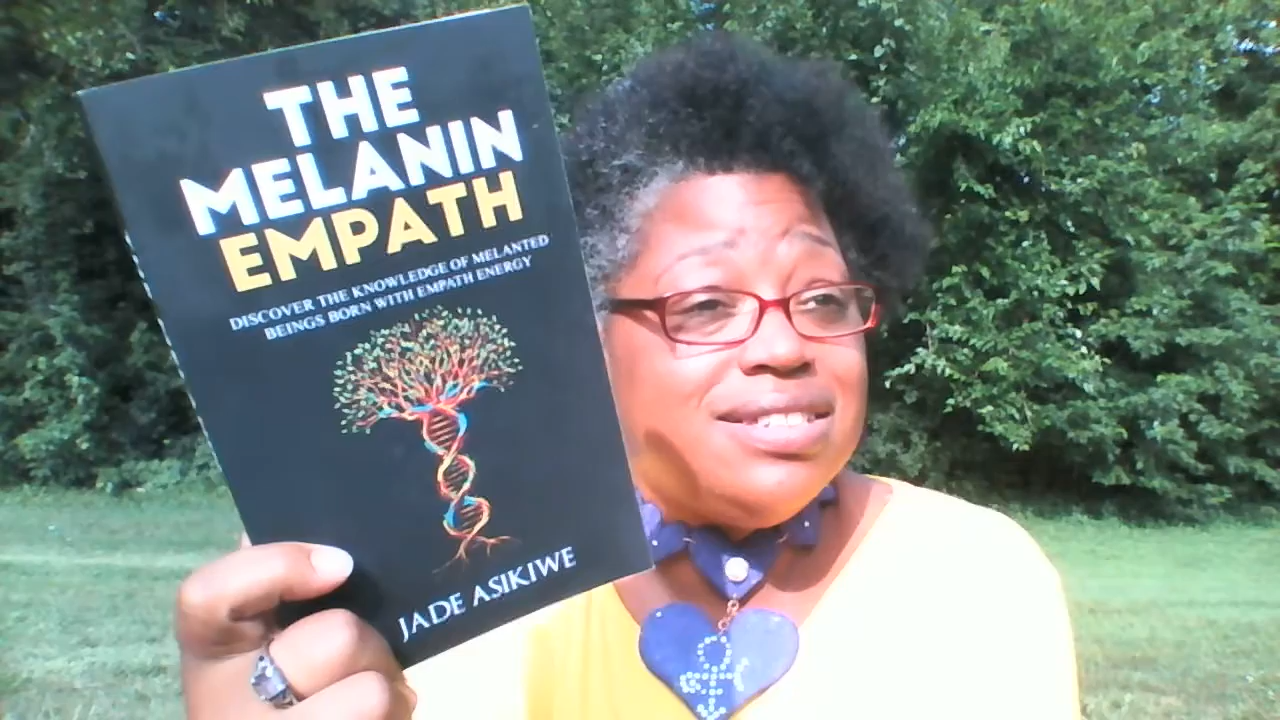 THE
MELANIN
EMPATH
DISCOVER THE KNOWLEDGE OF MELANTED
BEINGS BORN WITH EMPATH ENERGY
JADE ASIKIWE